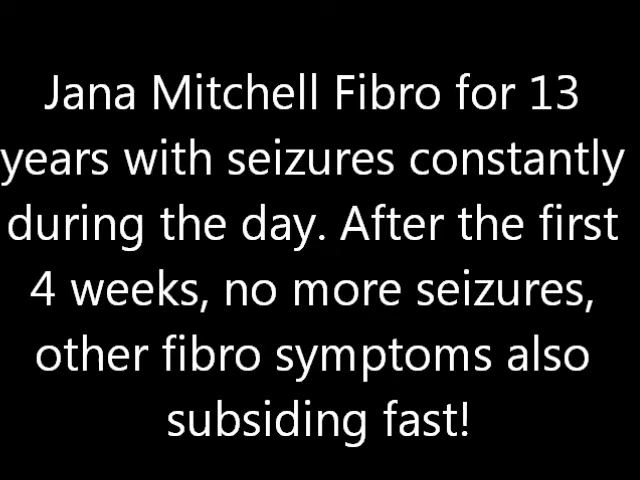 Jana Mitchell Fibro for 13
years with seizures constantly
during the day. After the first
4 weeks, no more seizures,
other fibro symptoms also
subsiding fast!